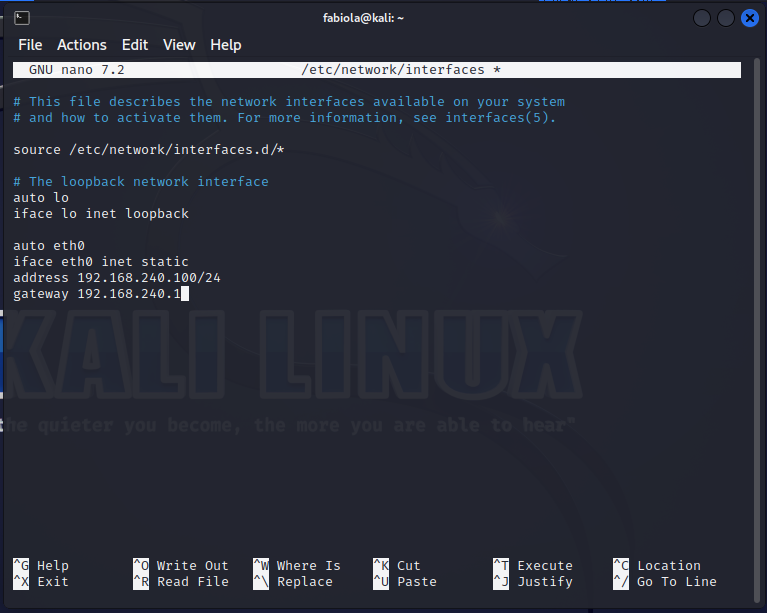 fabiola@kali: ~
File Actions Edit View Help
GNU nano 7.2 /etc/network/interfaces *
# This file describes the network interfaces available on your system
# and how to activate them. For more information, see interfaces(5).
source /etc/network/interfaces.d/*
# The loopback network interface
auto lo
iface lo inet loopback
auto eth0
iface eth0 inet static
address 192.168.240.100/24
gateway 192.168.240.1
KALI LINUX
he quieter you become, the more you are able to hear"
^G Help ^O Write Out ^W Where Is ^K Cut ^T Execute ^C Location
^X Exit ^R Read File ^\ Replace ^U Paste ^J Justify ^/ Go To Line